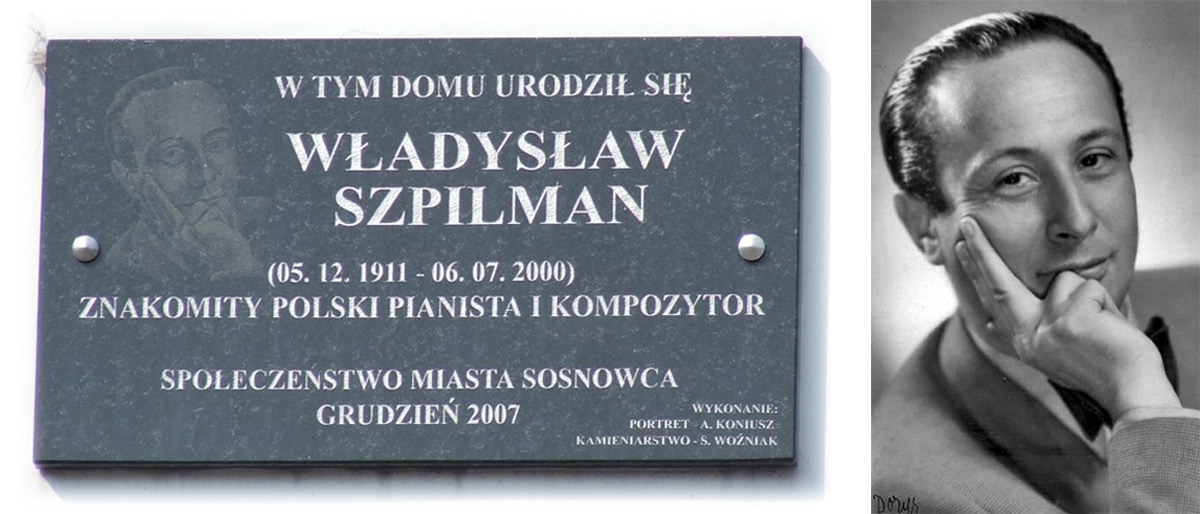 W TYM DOMU URODZIŁ SIĘ
WŁADYSŁAW
SZPILMAN
(05. 12. 1911 - 06. 07. 2000)
ZNAKOMITY POLSKI PIANISTA I KOMPOZYTOR
SPOŁECZEŃSTWO MIASTA SOSNOWCA
GRUDZIEŃ 2007
WYKONANIE:
PORTRET - A. KONIUSZ
KAMIENIARSTWO - S. WOŹNIAK
Dorys